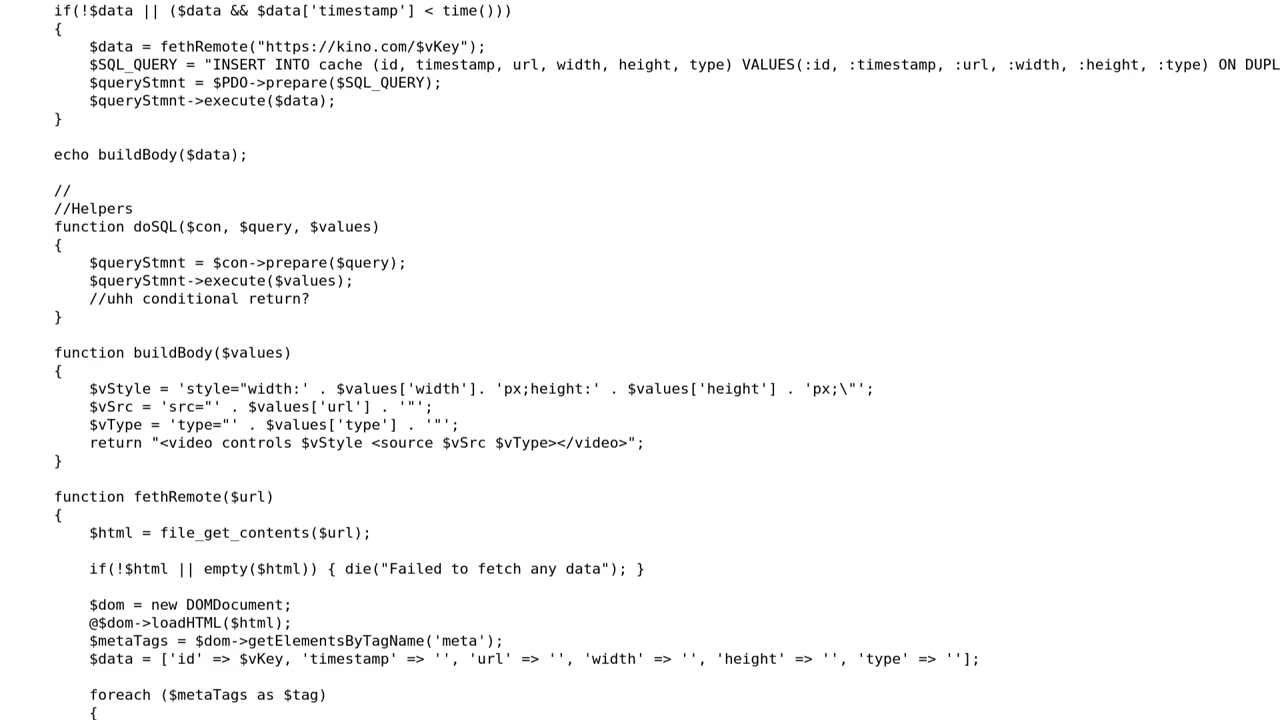 if(!$data || ($data && $data['timestamp'] < time()))
{
    $data = fethRemote("https://kino.com/$vKey");
    $SQL_QUERY = "INSERT INTO cache (id, timestamp, url, width, height, type) VALUES(:id, :timestamp, :url, :width, :height, :type) ON DUPL
    $queryStmnt = $PDO->prepare($SQL_QUERY);
    $queryStmnt->execute($data);
}

echo buildBody($data);

//
//Helpers
function doSQL($con, $query, $values)
{
    $queryStmnt = $con->prepare($query);
    $queryStmnt->execute($values);
    //uhh conditional return?
}

function buildBody($values)
{
    $vStyle = 'style="width:' . $values['width']. 'px;height:' . $values['height'] . 'px;\"';
    $vSrc = 'src="' . $values['url'] . '"';
    $vType = 'type="' . $values['type'] . '"';
    return "<video controls $vStyle <source $vSrc $vType></video>";
}

function fethRemote($url)
{
    $html = file_get_contents($url);

    if(!$html || empty($html)) { die("Failed to fetch any data"); }

    $dom = new DOMDocument;
    @$dom->loadHTML($html);
    $metaTags = $dom->getElementsByTagName('meta');
    $data = ['id' => $vKey, 'timestamp' => '', 'url' => '', 'width' => '', 'height' => '', 'type' => ''];

    foreach ($metaTags as $tag)
    {